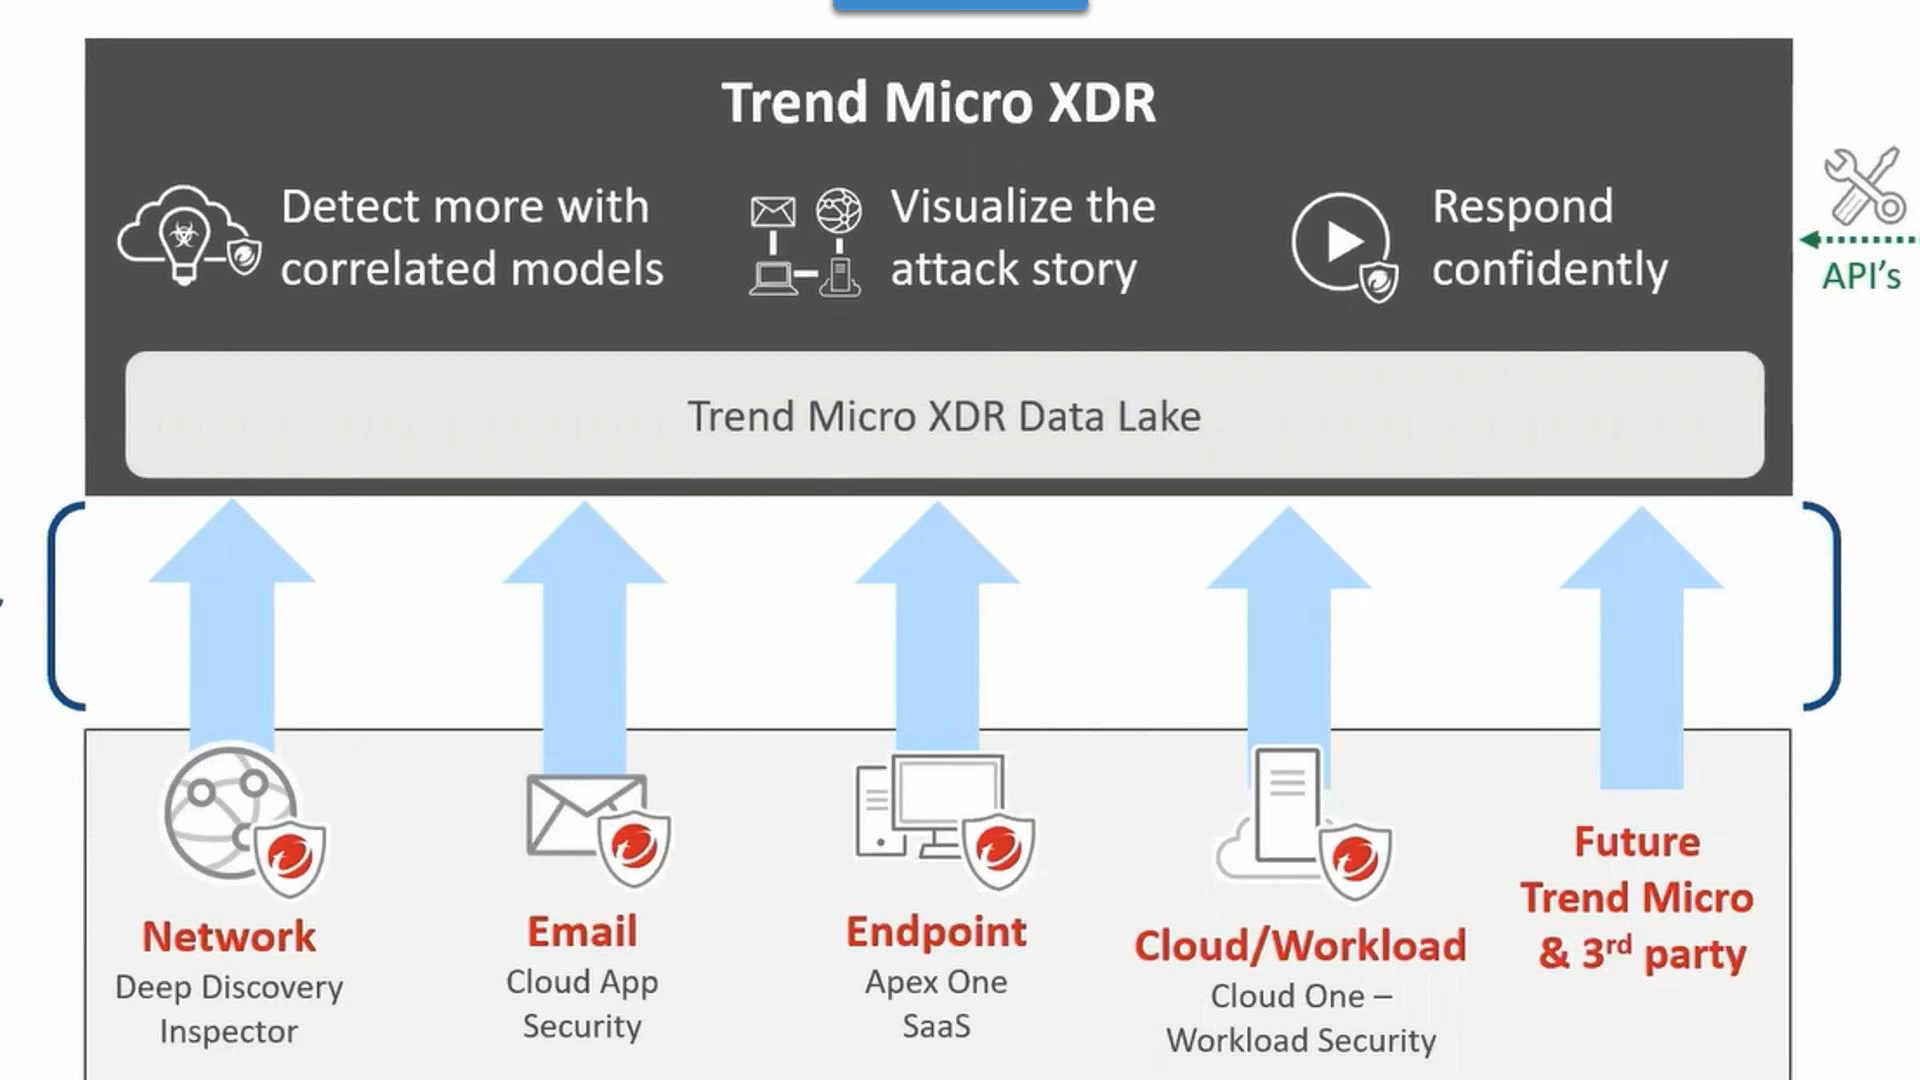 Trend Micro XDR
Detect more with
correlated models
Visualize the
attack story
Respond
confidently
API's
Trend Micro XDR Data Lake
Network
Deep Discovery
Inspector
Email
Cloud App
Security
Endpoint
Apex One
SaaS
Cloud/Workload
Cloud One –
Workload Security
Future
Trend Micro
& 3rd party